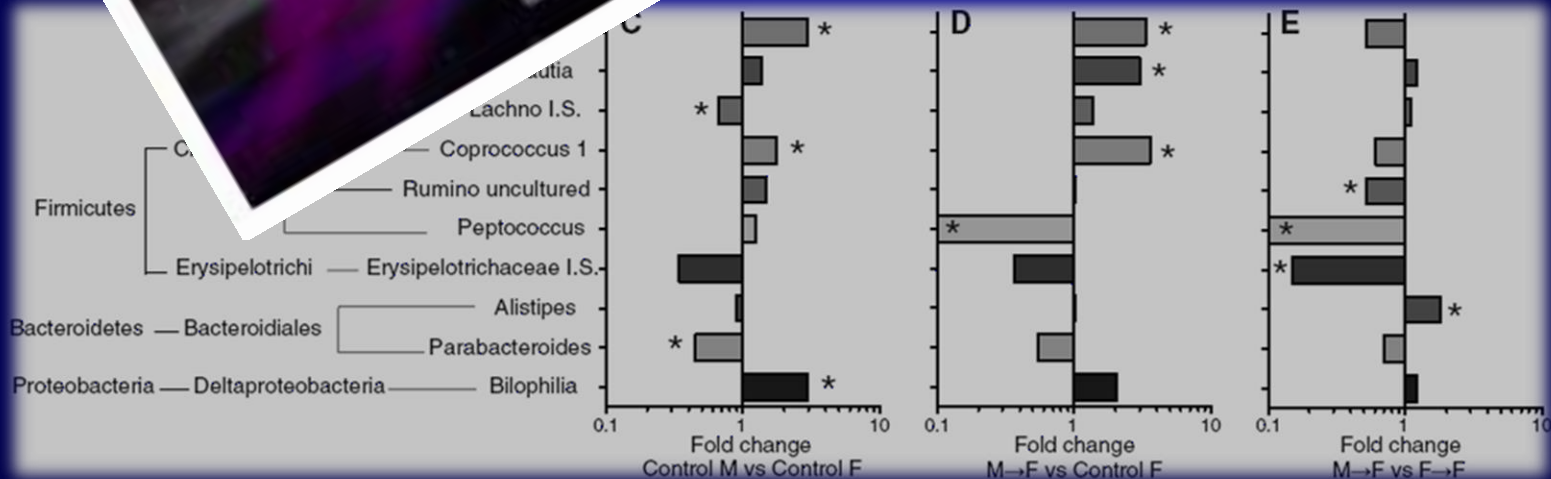 C D E
* *
*
Lachno I.S. *
Coprococcus 1 * *
Rumino uncultured *
Firmicutes
Peptococcus * *
Erysipelotrichi Erysipelotrichaceae I.S. *
Alistipes *
Bacteroidetes Bacteroidiales
Parabacteroides *
Proteobacteria Deltaproteobacteria Bilophilia *
0.1 1 10 0.1 1 10 0.1 1 10
Fold change Fold change Fold change
Control M vs Control F M→F vs Control F M→F vs F→F